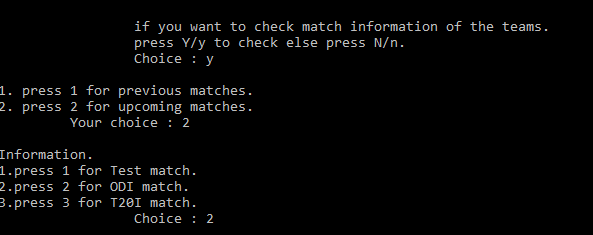 if you want to check match information of the teams.
press Y/y to check else press N/n.
Choice : y
1. press 1 for previous matches.
2. press 2 for upcoming matches.
Your choice : 2
Information.
1.press 1 for Test match.
2.press 2 for ODI match.
3.press 3 for T20I match.
Choice : 2